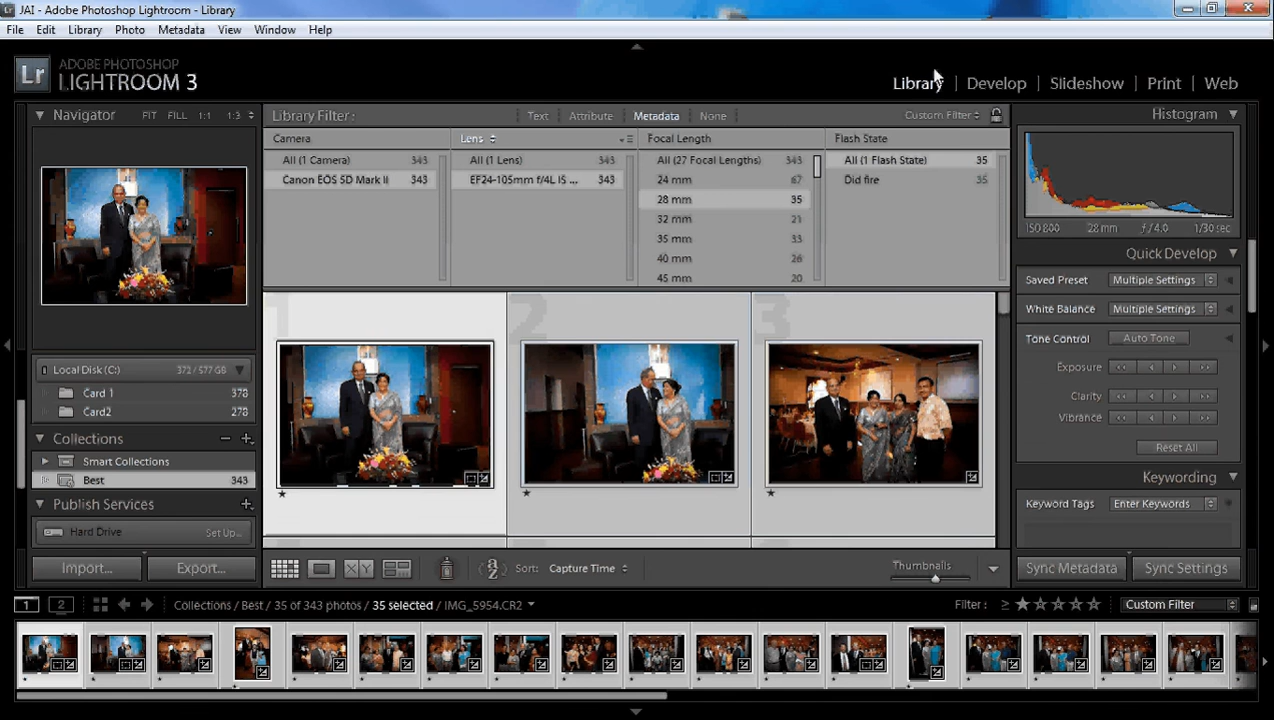 JAI - Adobe Photoshop Lightroom - Library
File Edit Library Photo Metadata View Window Help
Lr ADOBE PHOTOSHOP
LIGHTROOM 3
Library | Develop | Slideshow | Print | Web
Navigator FIT FILL 1:1 1:3
Library Filter: Text Attribute Metadata None Custom Filter
Histogram
Camera Lens Focal Length Flash State
All (1 Camera) 343 All (1 Lens) 343 All (27 Focal Lengths) 343 All (1 Flash State) 35
Canon EOS 5D Mark II 343 EF24-105mm f/4L IS ... 343 24 mm 67 Did fire 35
28 mm 35
32 mm 21
35 mm 33
40 mm 26
45 mm 20
ISO 800 28 mm f / 4.0 1/30 sec
Quick Develop
Saved Preset Multiple Settings
White Balance Multiple Settings
Tone Control Auto Tone
Exposure
Clarity
Vibrance
Reset All
Keywording
Keyword Tags Enter Keywords
1 2 3
Local Disk (C:) 372 / 577 GB
Card 1 378
Card2 278
Collections
Smart Collections
Best 343
Publish Services
Hard Drive Set Up...
Import... Export...
XY AZ Sort: Capture Time Thumbnails
Sync Metadata Sync Settings
1 2 Collections / Best / 35 of 343 photos / 35 selected / IMG_5954.CR2 Filter : ≥ ★★★★★ Custom Filter